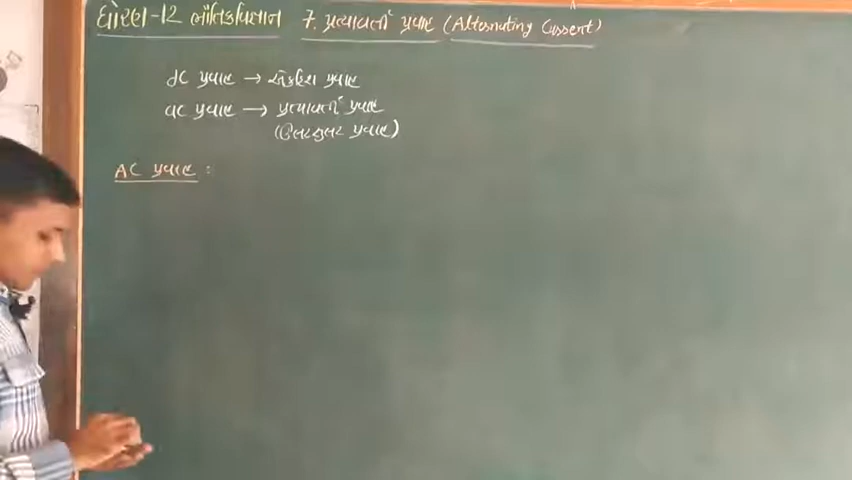 ધોરણ-12 ભૌતિકવિજ્ઞાન 7. પ્રત્યાવર્તી પ્રવાહ (Alternating Current)
dc પ્રવાહ → એકદિશ પ્રવાહ
ac પ્રવાહ → પ્રત્યાવર્તી પ્રવાહ
(ઉલટસુલટ પ્રવાહ)
AC પ્રવાહ :